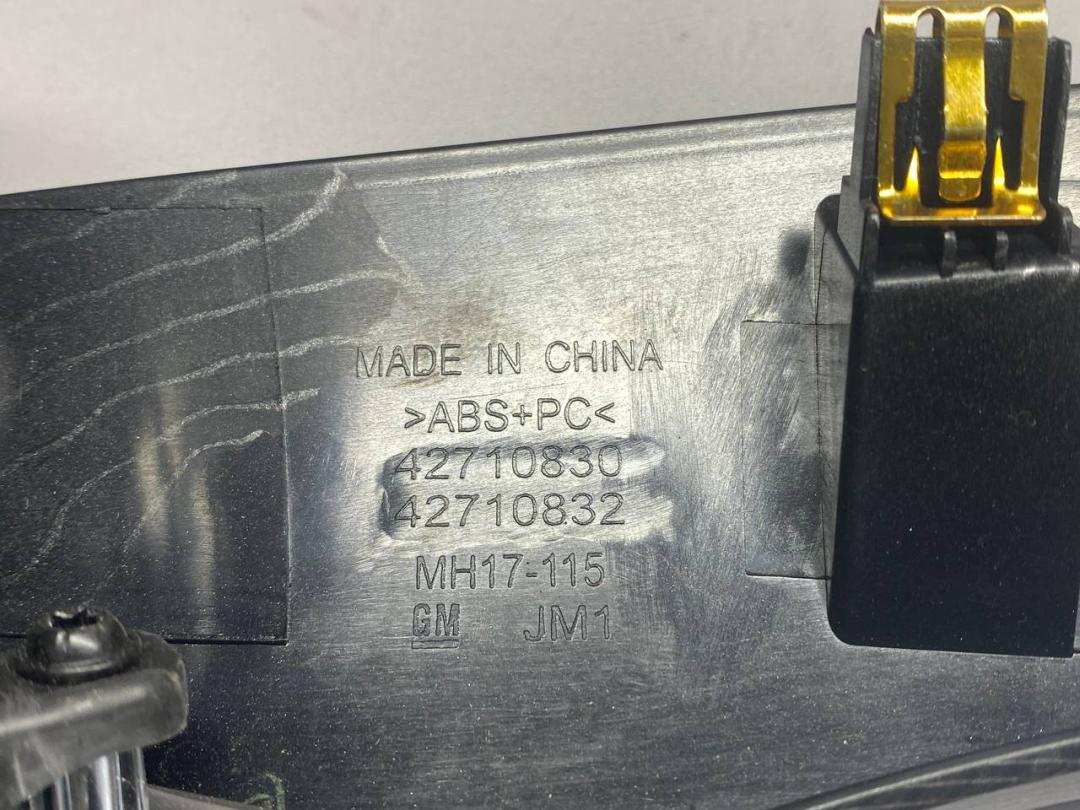 MADE IN CHINA
>ABS+PC<
42710830
42710832
MH17-115
GM JM1